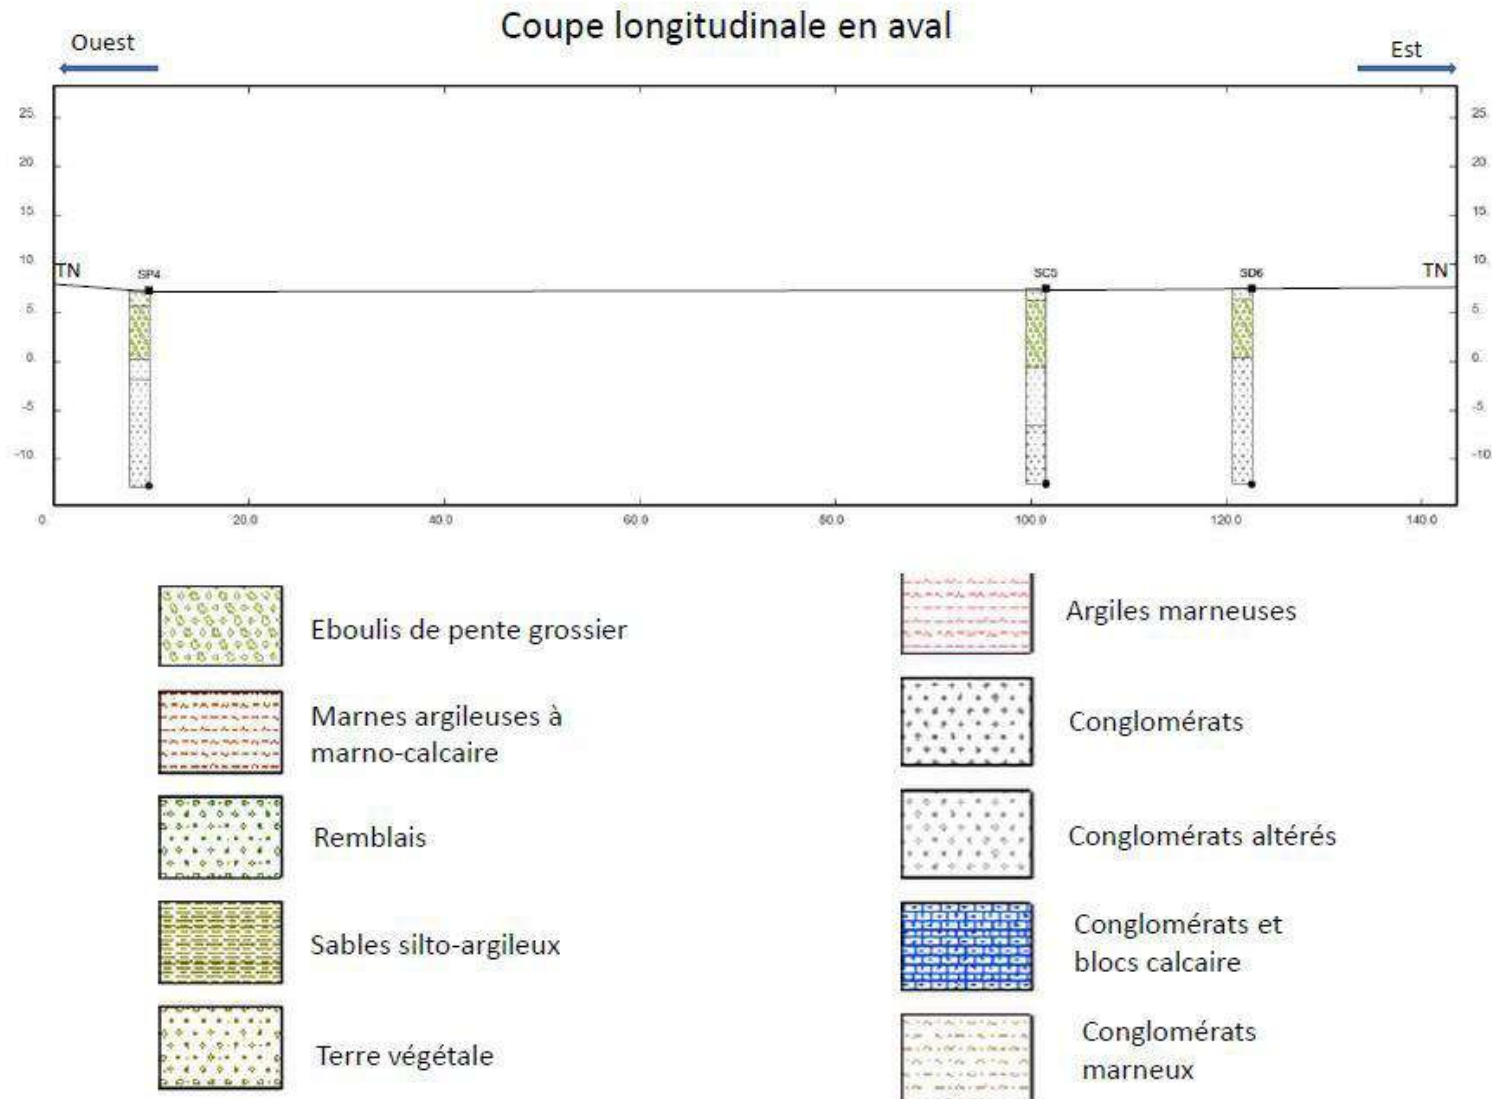 Coupe longitudinale en aval
Ouest
Est
25.
25.
20.
20.
15.
15.
10.
10.
TN
SP4
SC5
SD6
TN
5.
5.
0.
0.
-5.
-5.
-10.
-10.
0.
20.0
40.0
60.0
80.0
100.0
120.0
140.0
Eboulis de pente grossier
Marnes argileuses à
marno-calcaire
Remblais
Sables silto-argileux
Terre végétale
Argiles marneuses
Conglomérats
Conglomérats altérés
Conglomérats et
blocs calcaire
Conglomérats
marneux